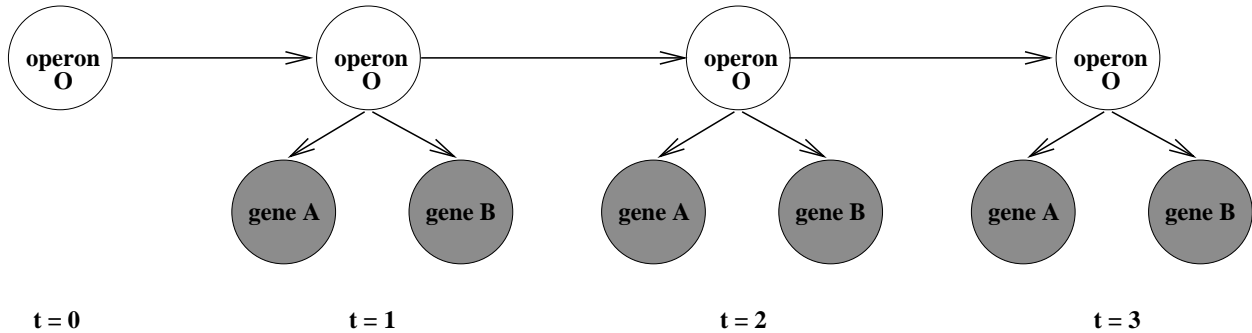 operon
O
operon
O
operon
O
operon
O
gene A
gene B
gene A
gene B
gene A
gene B
t = 0
t = 1
t = 2
t = 3